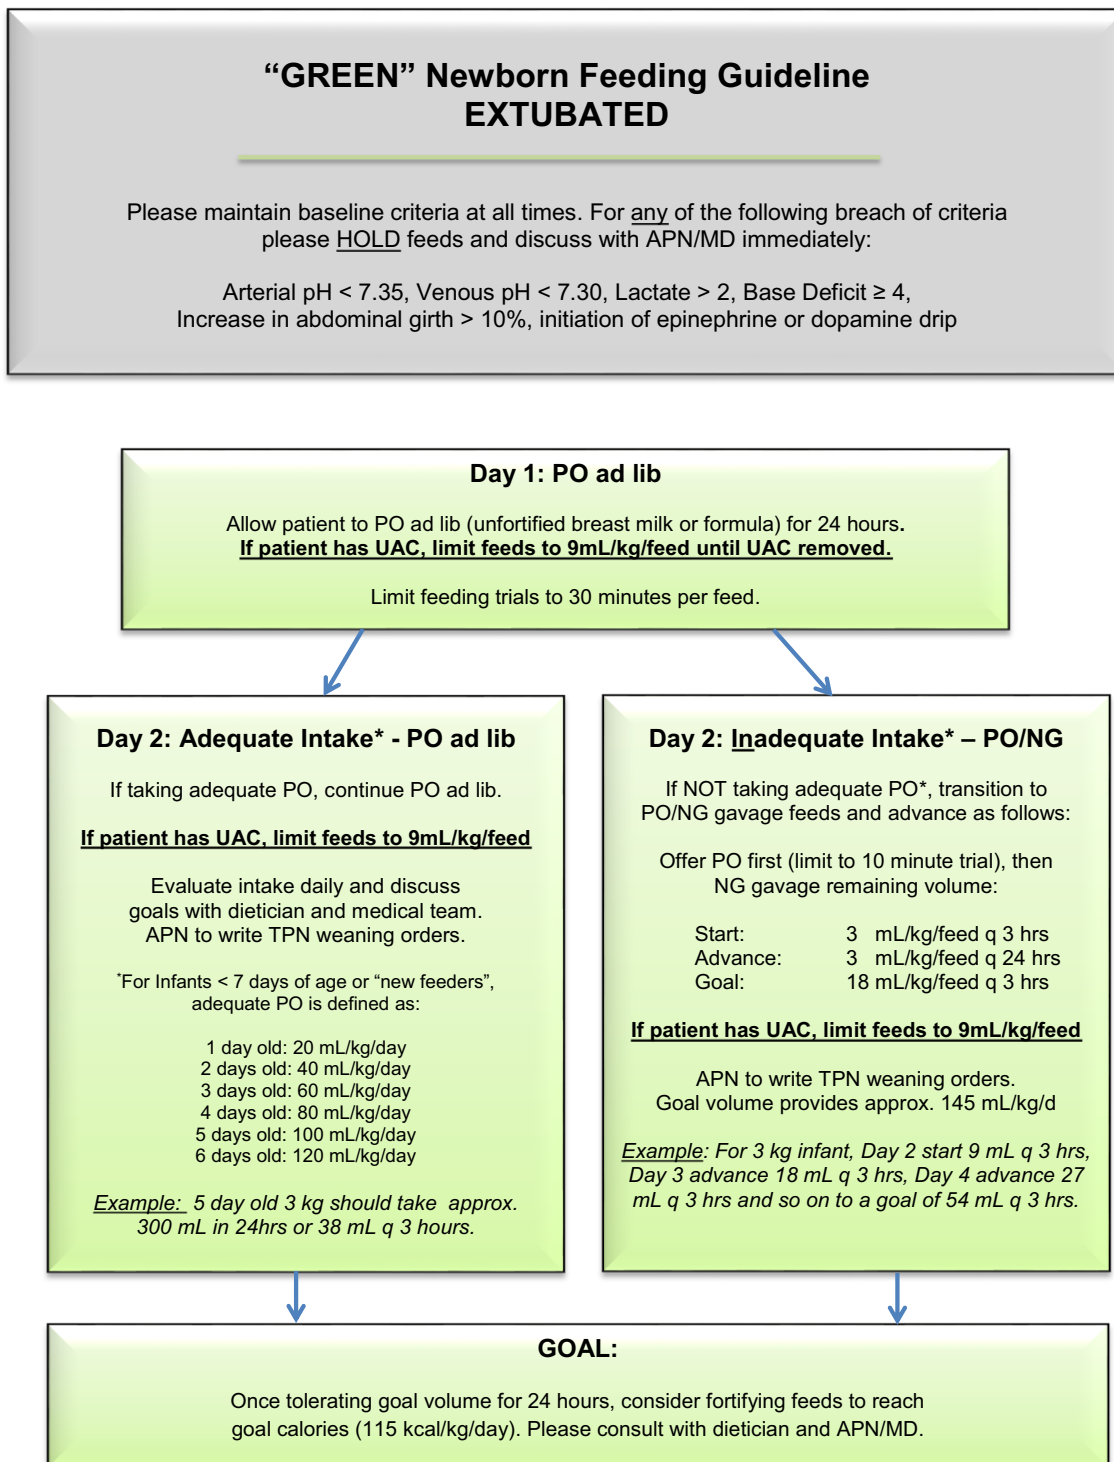 “GREEN” Newborn Feeding Guideline
EXTUBATED
Please maintain baseline criteria at all times. For any of the following breach of criteria
please HOLD feeds and discuss with APN/MD immediately:
Arterial pH < 7.35, Venous pH < 7.30, Lactate > 2, Base Deficit ≥ 4,
Increase in abdominal girth > 10%, initiation of epinephrine or dopamine drip
Day 1: PO ad lib
Allow patient to PO ad lib (unfortified breast milk or formula) for 24 hours.
If patient has UAC, limit feeds to 9mL/kg/feed until UAC removed.
Limit feeding trials to 30 minutes per feed.
Day 2: Adequate Intake* - PO ad lib
If taking adequate PO, continue PO ad lib.
If patient has UAC, limit feeds to 9mL/kg/feed
Evaluate intake daily and discuss
goals with dietician and medical team.
APN to write TPN weaning orders.
*For Infants < 7 days of age or “new feeders”,
adequate PO is defined as:
1 day old: 20 mL/kg/day
2 days old: 40 mL/kg/day
3 days old: 60 mL/kg/day
4 days old: 80 mL/kg/day
5 days old: 100 mL/kg/day
6 days old: 120 mL/kg/day
Example: 5 day old 3 kg should take approx.
300 mL in 24hrs or 38 mL q 3 hours.
Day 2: Inadequate Intake* – PO/NG
If NOT taking adequate PO*, transition to
PO/NG gavage feeds and advance as follows:
Offer PO first (limit to 10 minute trial), then
NG gavage remaining volume:
Start: 3 mL/kg/feed q 3 hrs
Advance: 3 mL/kg/feed q 24 hrs
Goal: 18 mL/kg/feed q 3 hrs
If patient has UAC, limit feeds to 9mL/kg/feed
APN to write TPN weaning orders.
Goal volume provides approx. 145 mL/kg/d
Example: For 3 kg infant, Day 2 start 9 mL q 3 hrs,
Day 3 advance 18 mL q 3 hrs, Day 4 advance 27
mL q 3 hrs and so on to a goal of 54 mL q 3 hrs.
GOAL:
Once tolerating goal volume for 24 hours, consider fortifying feeds to reach
goal calories (115 kcal/kg/day). Please consult with dietician and APN/MD.